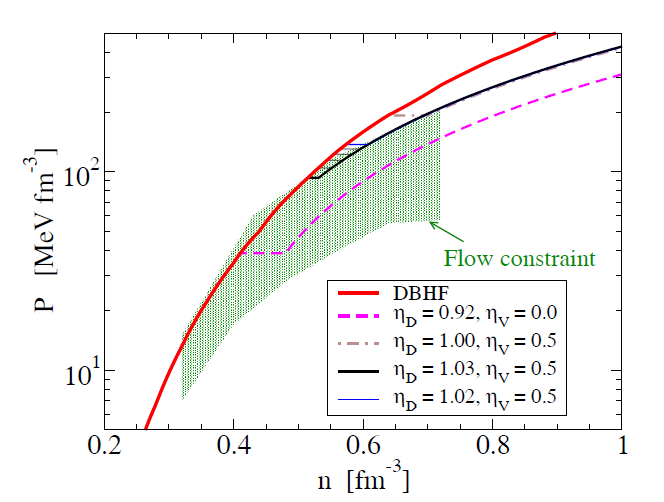 P [MeV fm⁻³]
10²
10¹
Flow constraint
DBHF
η_D = 0.92, η_V = 0.0
η_D = 1.00, η_V = 0.5
η_D = 1.03, η_V = 0.5
η_D = 1.02, η_V = 0.5
0.2 0.4 0.6 0.8 1
n [fm⁻³]